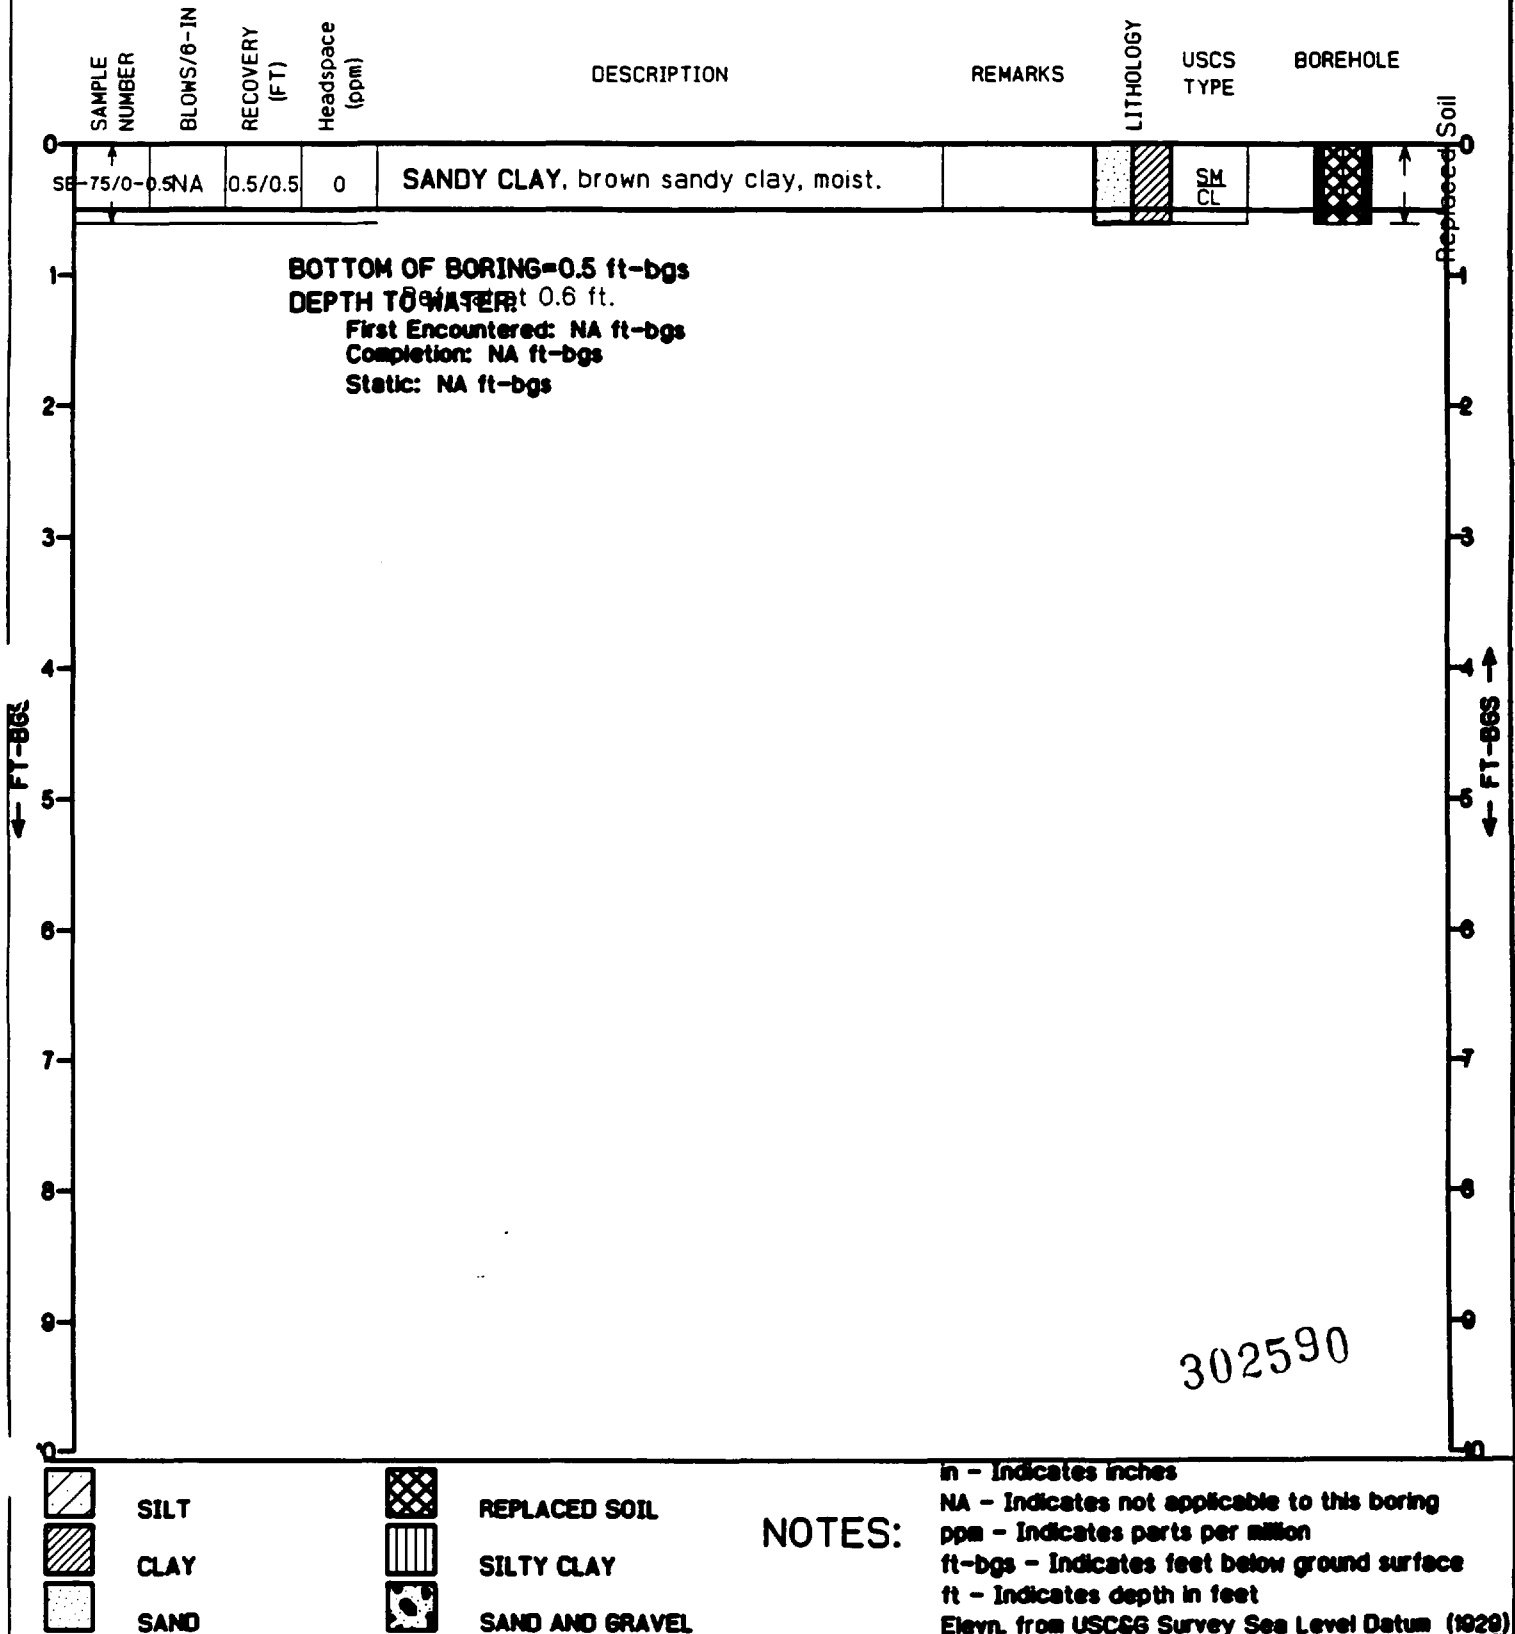 SAMPLE NUMBER
BLOWS/6-IN
RECOVERY (FT)
Headspace (ppm)
DESCRIPTION
REMARKS
LITHOLOGY
USCS TYPE
BOREHOLE
0
SB-75/0-0.5 NA 0.5/0.5 0 SANDY CLAY, brown sandy clay, moist. SM CL
Replaced Soil
0
BOTTOM OF BORING=0.5 ft-bgs
DEPTH TO WATER:
at 0.6 ft.
First Encountered: NA ft-bgs
Completion: NA ft-bgs
Static: NA ft-bgs
1
2
3
4
5
6
7
8
9
10
← FT-BGS
1
2
3
4
5
6
7
8
9
10
← FT-BGS →
302590
SILT
CLAY
SAND
REPLACED SOIL
SILTY CLAY
SAND AND GRAVEL
NOTES:
in - Indicates inches
NA - Indicates not applicable to this boring
ppm - Indicates parts per million
ft-bgs - Indicates feet below ground surface
ft - Indicates depth in feet
Elevn. from USC&G Survey Sea Level Datum (1929)